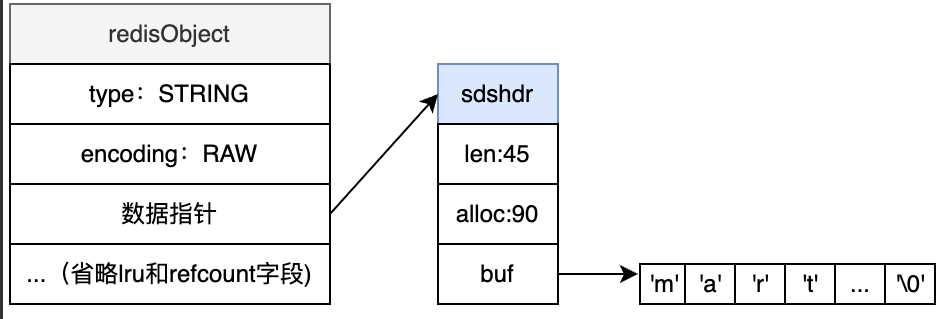 redisObject
type：STRING
encoding：RAW
数据指针
...（省略lru和refcount字段)
sdshdr
len:45
alloc:90
buf
'm' 'a' 'r' 't' ... '\0'